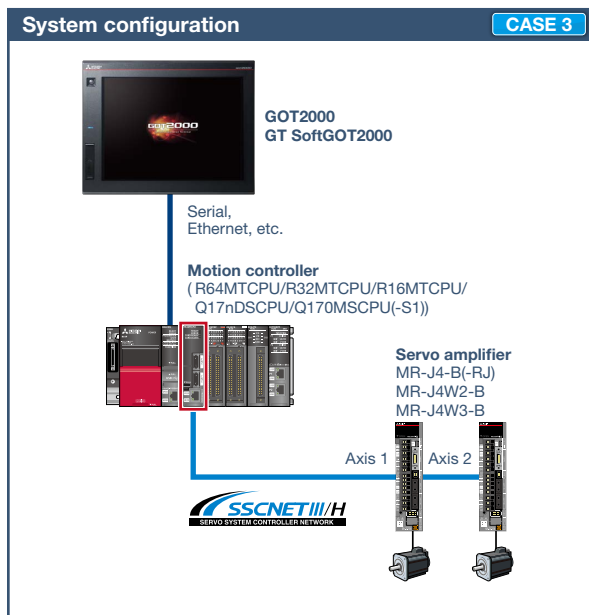 System configuration
CASE 3
GOT2000
GOT2000
GT SoftGOT2000
Serial,
Ethernet, etc.
Motion controller
( R64MTCPU/R32MTCPU/R16MTCPU/
Q17nDSCPU/Q170MSCPU(-S1))
Servo amplifier
MR-J4-B(-RJ)
MR-J4W2-B
MR-J4W3-B
Axis 1
Axis 2
SSCNETIII/H
SERVO SYSTEM CONTROLLER NETWORK